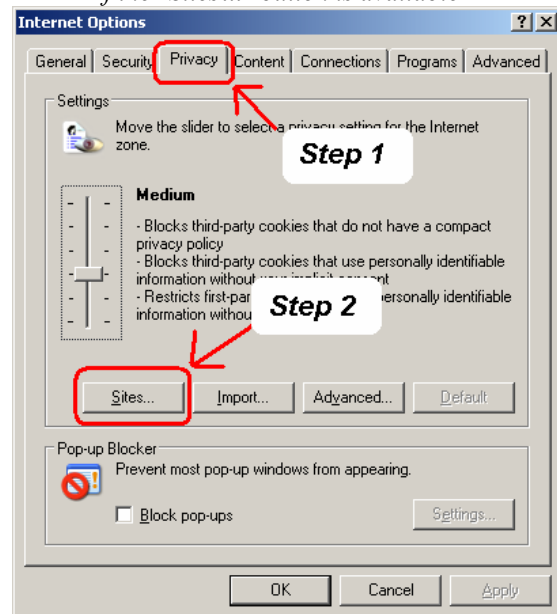 Internet Options
General Security Privacy Content Connections Programs Advanced
Settings
Move the slider to select a privacy setting for the Internet
zone.
Step 1
Medium
- Blocks third-party cookies that do not have a compact
privacy policy
- Blocks third-party cookies that use personally identifiable
information without your implicit consent
- Restricts first-par personally identifiable
information withou
Step 2
Sites... Import... Advanced... Default
Pop-up Blocker
Prevent most pop-up windows from appearing.
Block pop-ups
Settings...
OK Cancel Apply